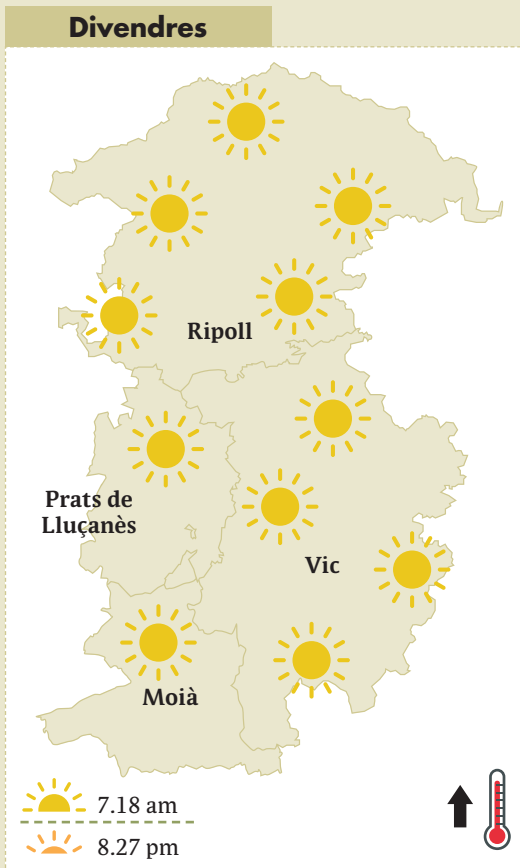 Divendres
Ripoll
Prats de
Lluçanès
Vic
Moià
7.18 am
8.27 pm